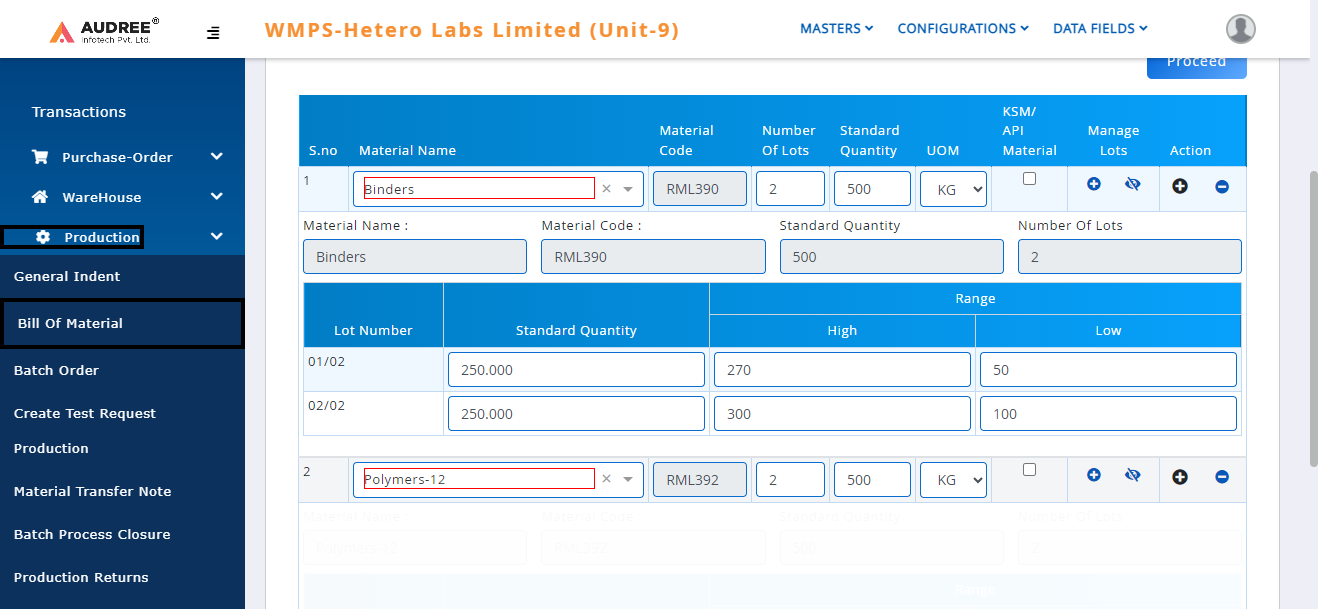 AUDREE®
Infotech Pvt. Ltd.
WMPS-Hetero Labs Limited (Unit-9)
MASTERS
CONFIGURATIONS
DATA FIELDS
Proceed
Transactions
Purchase-Order
WareHouse
Production
General Indent
Bill Of Material
Batch Order
Create Test Request
Production
Material Transfer Note
Batch Process Closure
Production Returns
S.no Material Name Material Code Number Of Lots Standard Quantity UOM KSM/ API Material Manage Lots Action
1 Binders × RML390 2 500 KG
Material Name : Material Code : Standard Quantity Number Of Lots
Binders RML390 500 2
Range
Lot Number Standard Quantity High Low
01/02 250.000 270 50
02/02 250.000 300 100
2 Polymers-12 × RML392 2 500 KG
Material Name Material Code Standard Quantity Number Of Lots
Polymers-12 RML392 500 2
Range